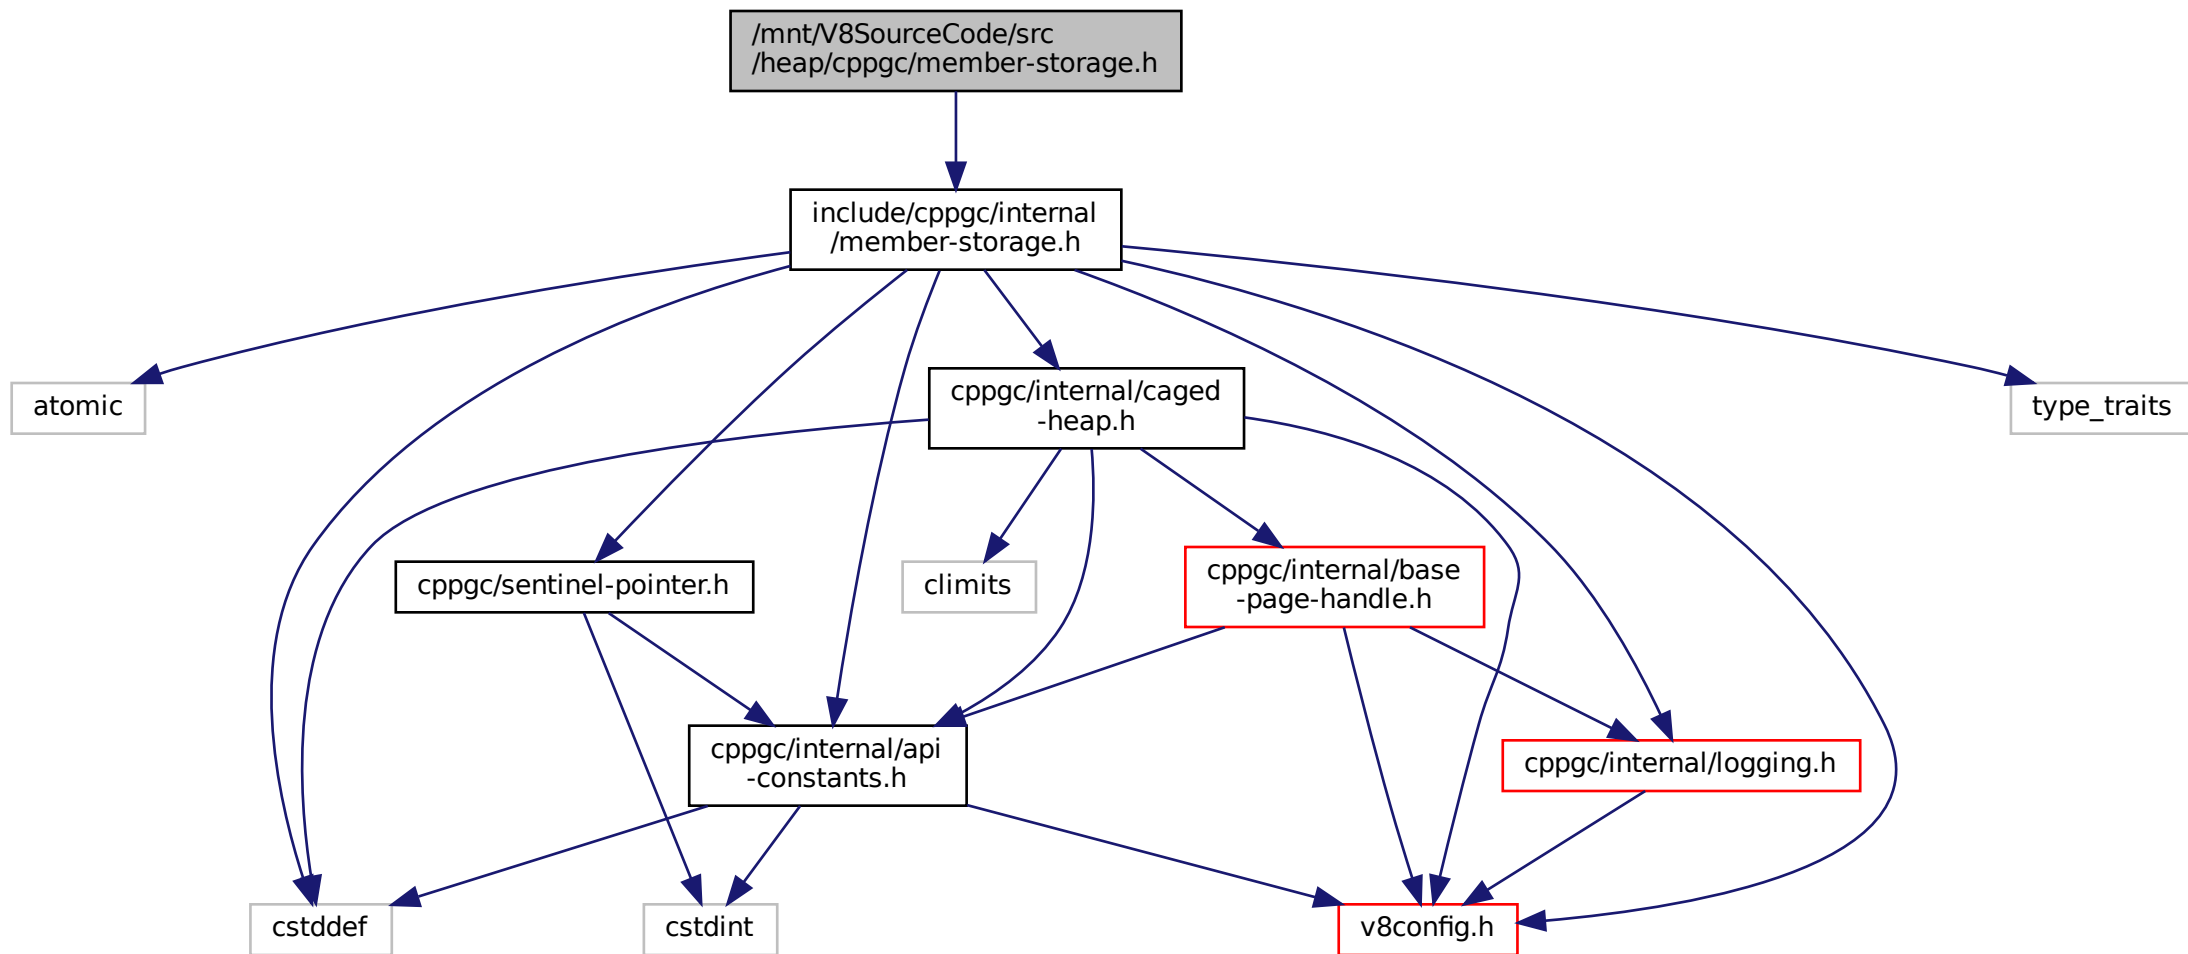 /mnt/V8SourceCode/src
/heap/cppgc/member-storage.h
include/cppgc/internal
/member-storage.h
atomic
cppgc/internal/caged
-heap.h
type_traits
cppgc/sentinel-pointer.h
climits
cppgc/internal/base
-page-handle.h
cppgc/internal/api
-constants.h
cppgc/internal/logging.h
cstddef
cstdint
v8config.h